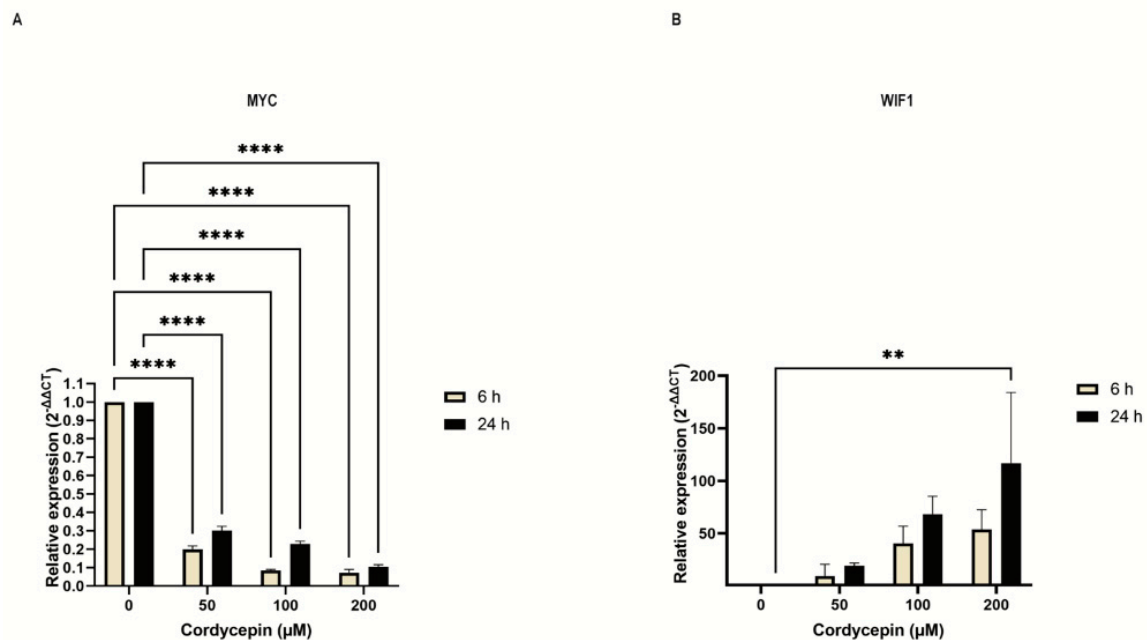 A
MYC
****
****
****
****
****
****
Relative expression (2-ΔΔCT)
1.1
1.0
0.9
0.8
0.7
0.6
0.5
0.4
0.3
0.2
0.1
0.0
0 50 100 200
Cordycepin (µM)
6 h
24 h
B
WIF1
**
Relative expression (2-ΔΔCT)
200
150
100
50
0 50 100 200
Cordycepin (µM)
6 h
24 h